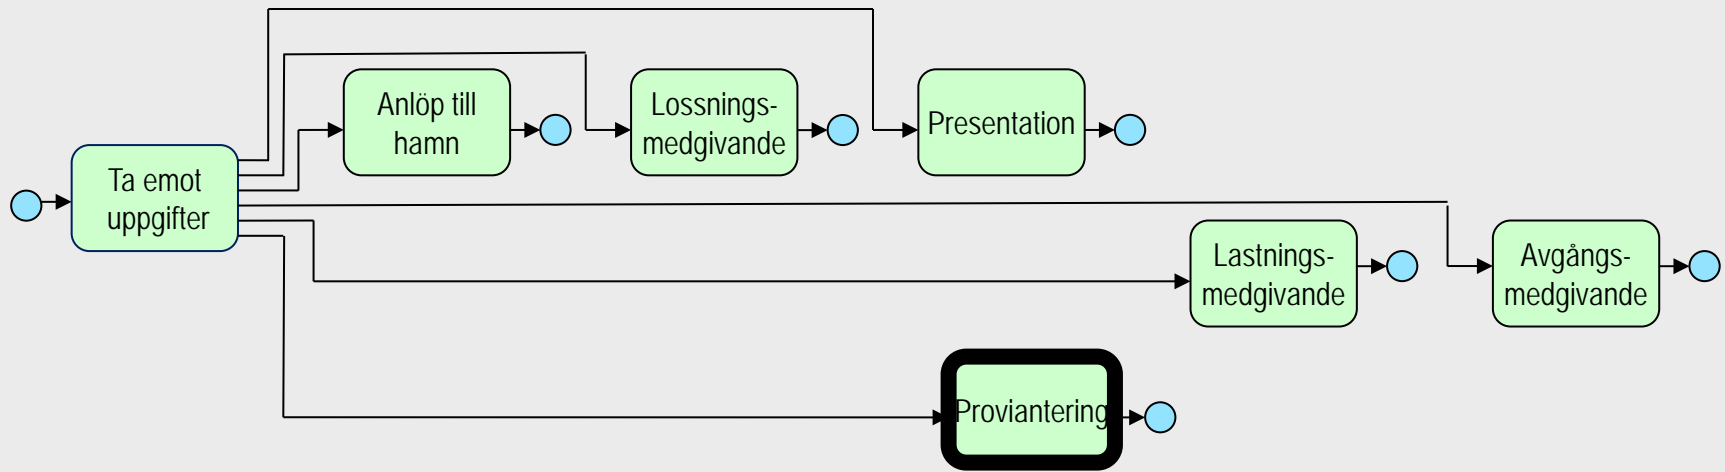 Anlöp till
hamn
Lossnings-
medgivande
Presentation
Ta emot
uppgifter
Lastnings-
medgivande
Avgångs-
medgivande
Proviantering